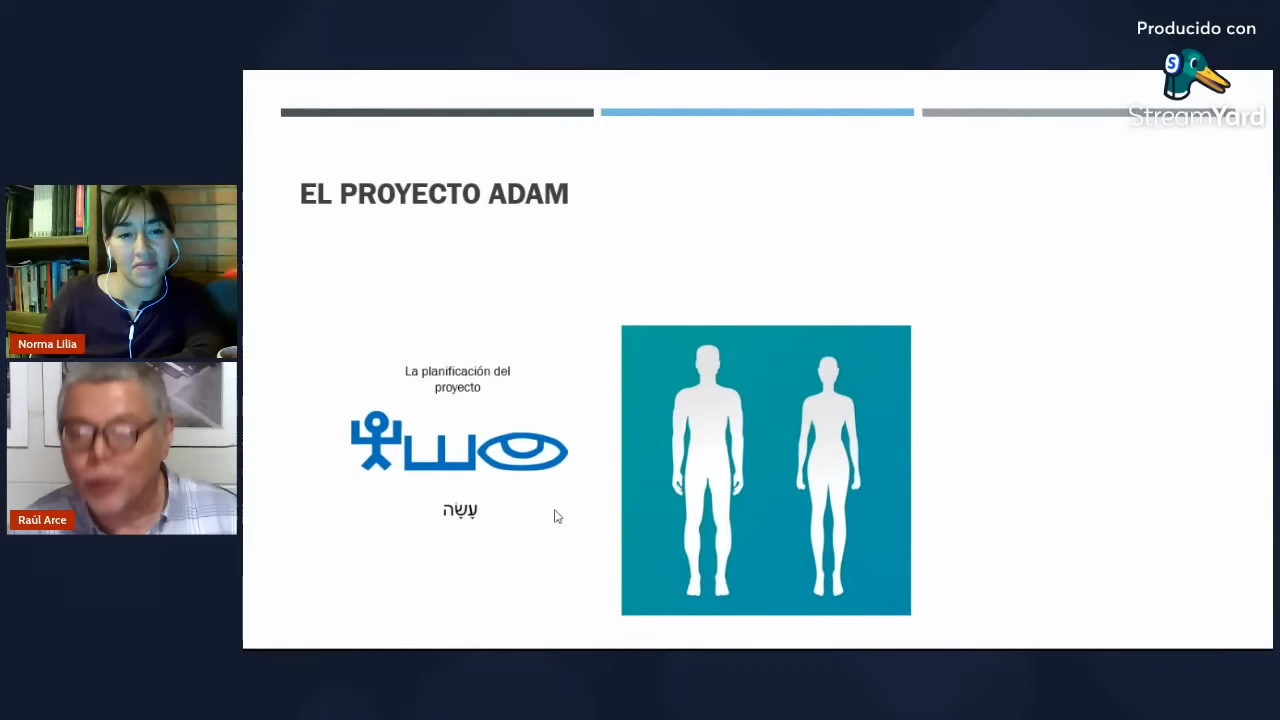 Producido con
StreamYard
EL PROYECTO ADAM
Norma Lilia
La planificación del
proyecto
עָשָׂה
Raúl Arce